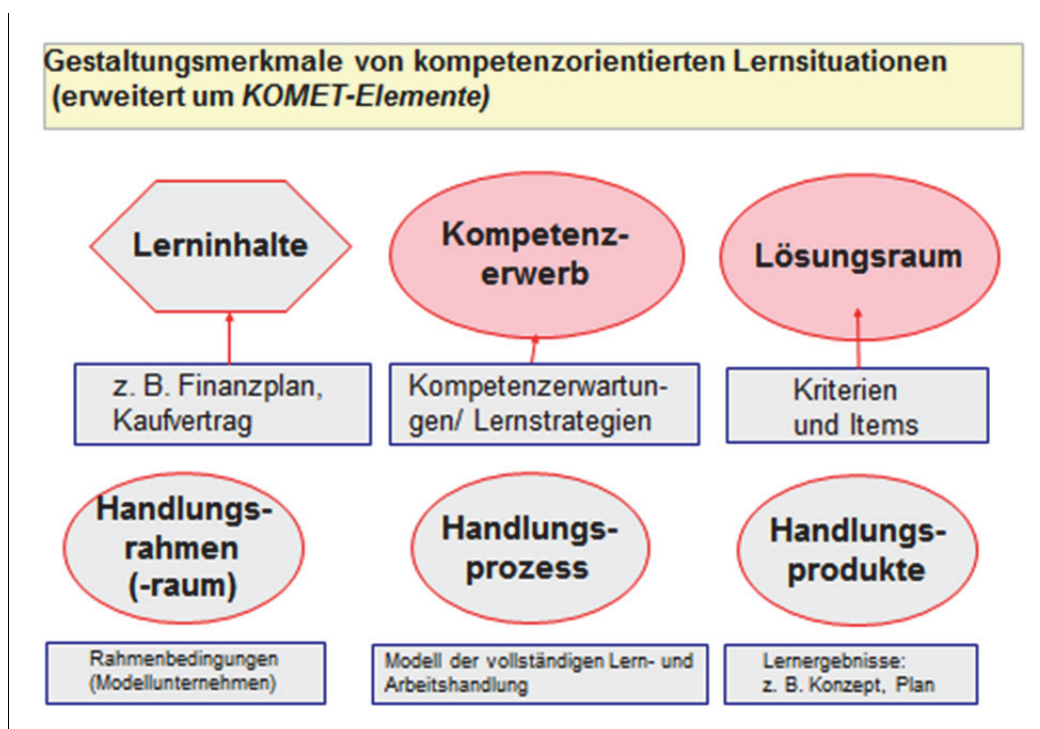 Gestaltungsmerkmale von kompetenzorientierten Lernsituationen
(erweitert um KOMET-Elemente)
Lerninhalte
Kompetenz-
erwerb
Lösungsraum
z. B. Finanzplan,
Kaufvertrag
Kompetenzerwartun-
gen/ Lernstrategien
Kriterien
und Items
Handlungs-
rahmen
(-raum)
Handlungs-
prozess
Handlungs-
produkte
Rahmenbedingungen
(Modellunternehmen)
Modell der vollständigen Lern- und
Arbeitshandlung
Lernergebnisse:
z. B. Konzept, Plan